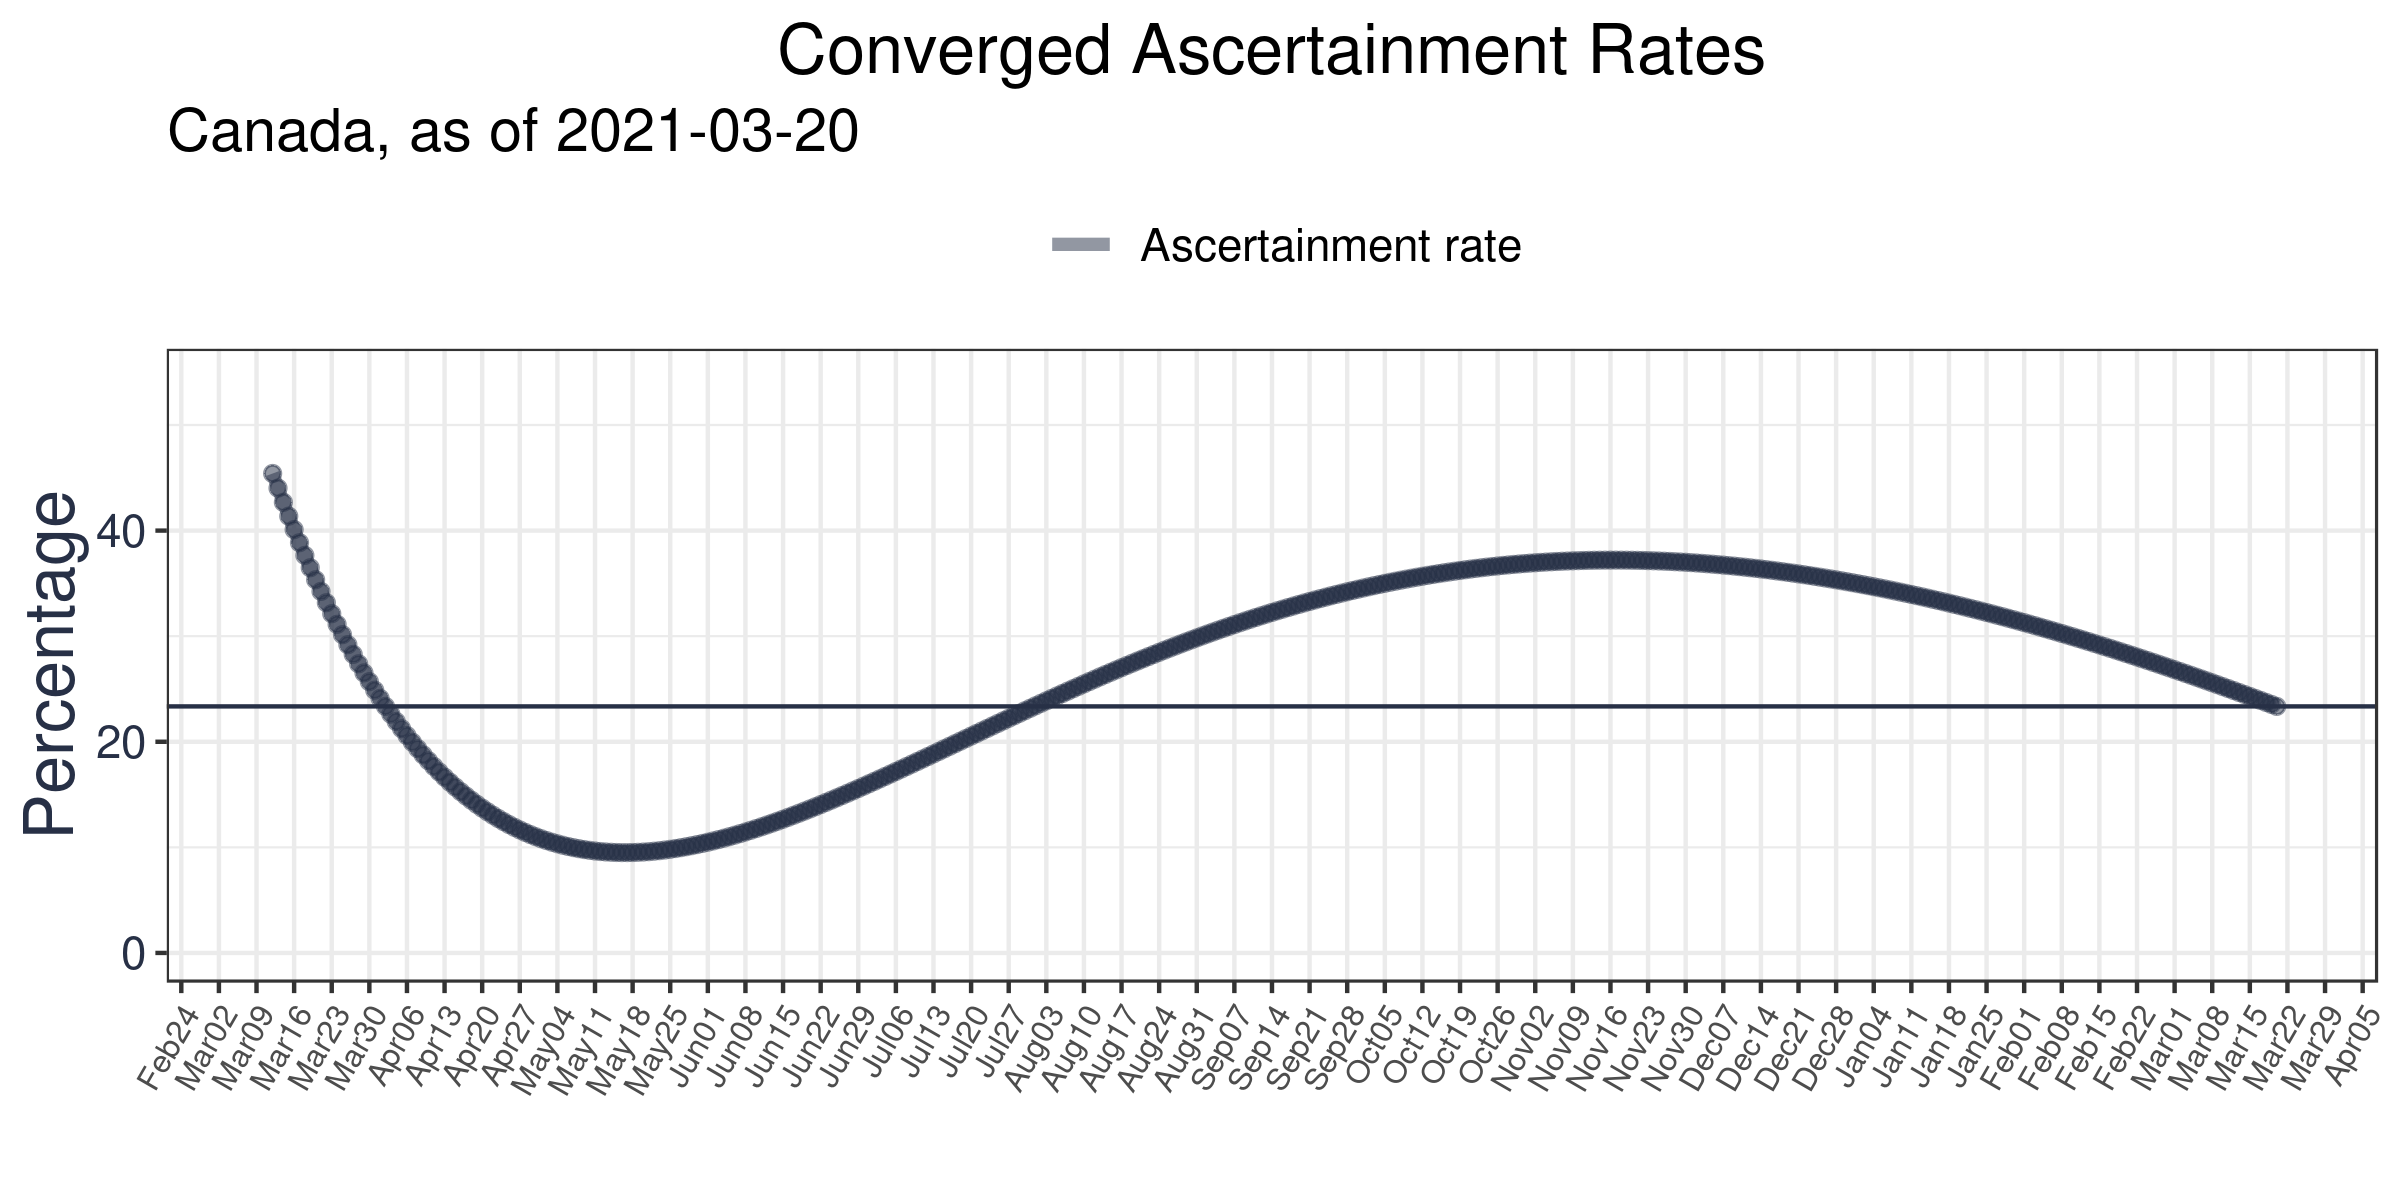 Converged Ascertainment Rates
Canada, as of 2021-03-20
Ascertainment rate
Percentage
40
20
0
Feb24
Mar02
Mar09
Mar16
Mar23
Mar30
Apr06
Apr13
Apr20
Apr27
May04
May11
May18
May25
Jun01
Jun08
Jun15
Jun22
Jun29
Jul06
Jul13
Jul20
Jul27
Aug03
Aug10
Aug17
Aug24
Aug31
Sep07
Sep14
Sep21
Sep28
Oct05
Oct12
Oct19
Oct26
Nov02
Nov09
Nov16
Nov23
Nov30
Dec07
Dec14
Dec21
Dec28
Jan04
Jan11
Jan18
Jan25
Feb01
Feb08
Feb15
Feb22
Mar01
Mar08
Mar15
Mar22
Mar29
Apr05